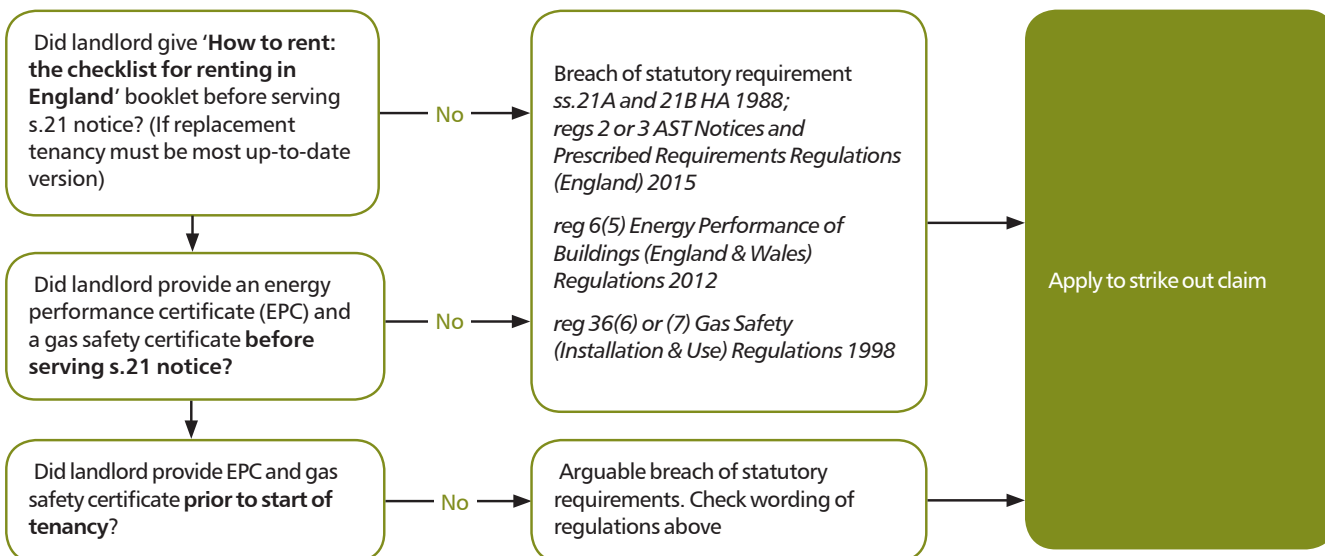 Did landlord give ‘How to rent:
the checklist for renting in
England’ booklet before serving
s.21 notice? (If replacement
tenancy must be most up-to-date
version)
No
Breach of statutory requirement
ss.21A and 21B HA 1988;
regs 2 or 3 AST Notices and
Prescribed Requirements Regulations
(England) 2015
reg 6(5) Energy Performance of
Buildings (England & Wales)
Regulations 2012
reg 36(6) or (7) Gas Safety
(Installation & Use) Regulations 1998
Apply to strike out claim
Did landlord provide an energy
performance certificate (EPC) and
a gas safety certificate before
serving s.21 notice?
No
Did landlord provide EPC and gas
safety certificate prior to start of
tenancy?
No
Arguable breach of statutory
requirements. Check wording of
regulations above